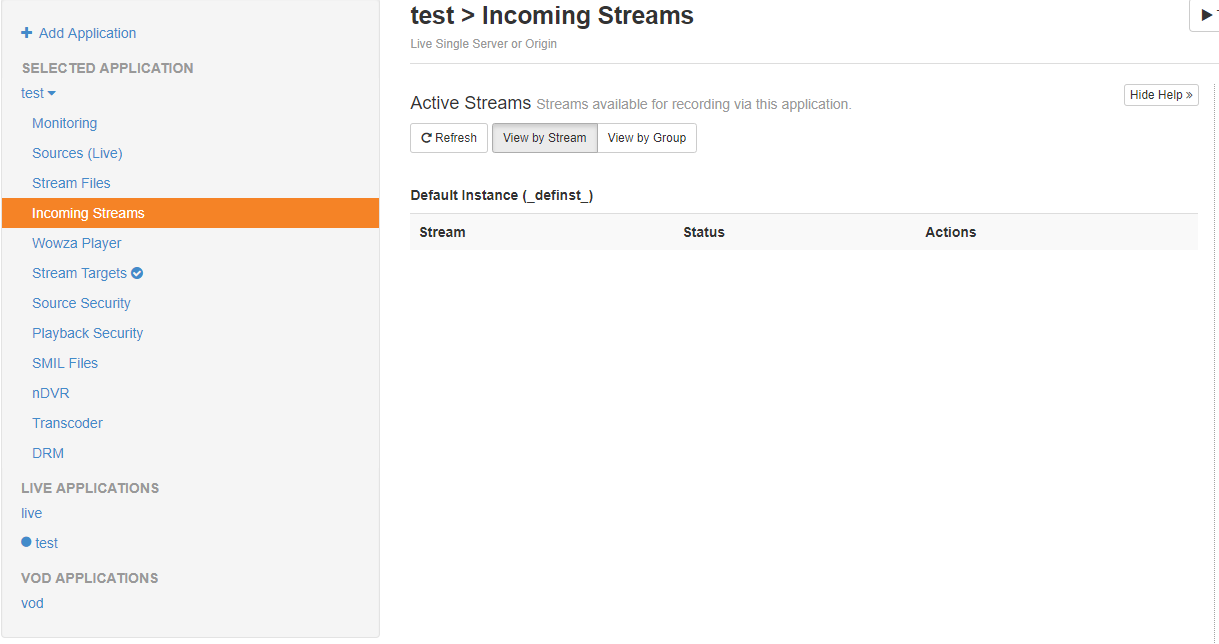 Add Application
SELECTED APPLICATION
test
Monitoring
Sources (Live)
Stream Files
Incoming Streams
Wowza Player
Stream Targets
Source Security
Playback Security
SMIL Files
nDVR
Transcoder
DRM
LIVE APPLICATIONS
live
test
VOD APPLICATIONS
vod
test > Incoming Streams
Live Single Server or Origin
Active Streams Streams available for recording via this application.
Hide Help »
Refresh View by Stream View by Group
Default Instance (_definst_)
Stream Status Actions